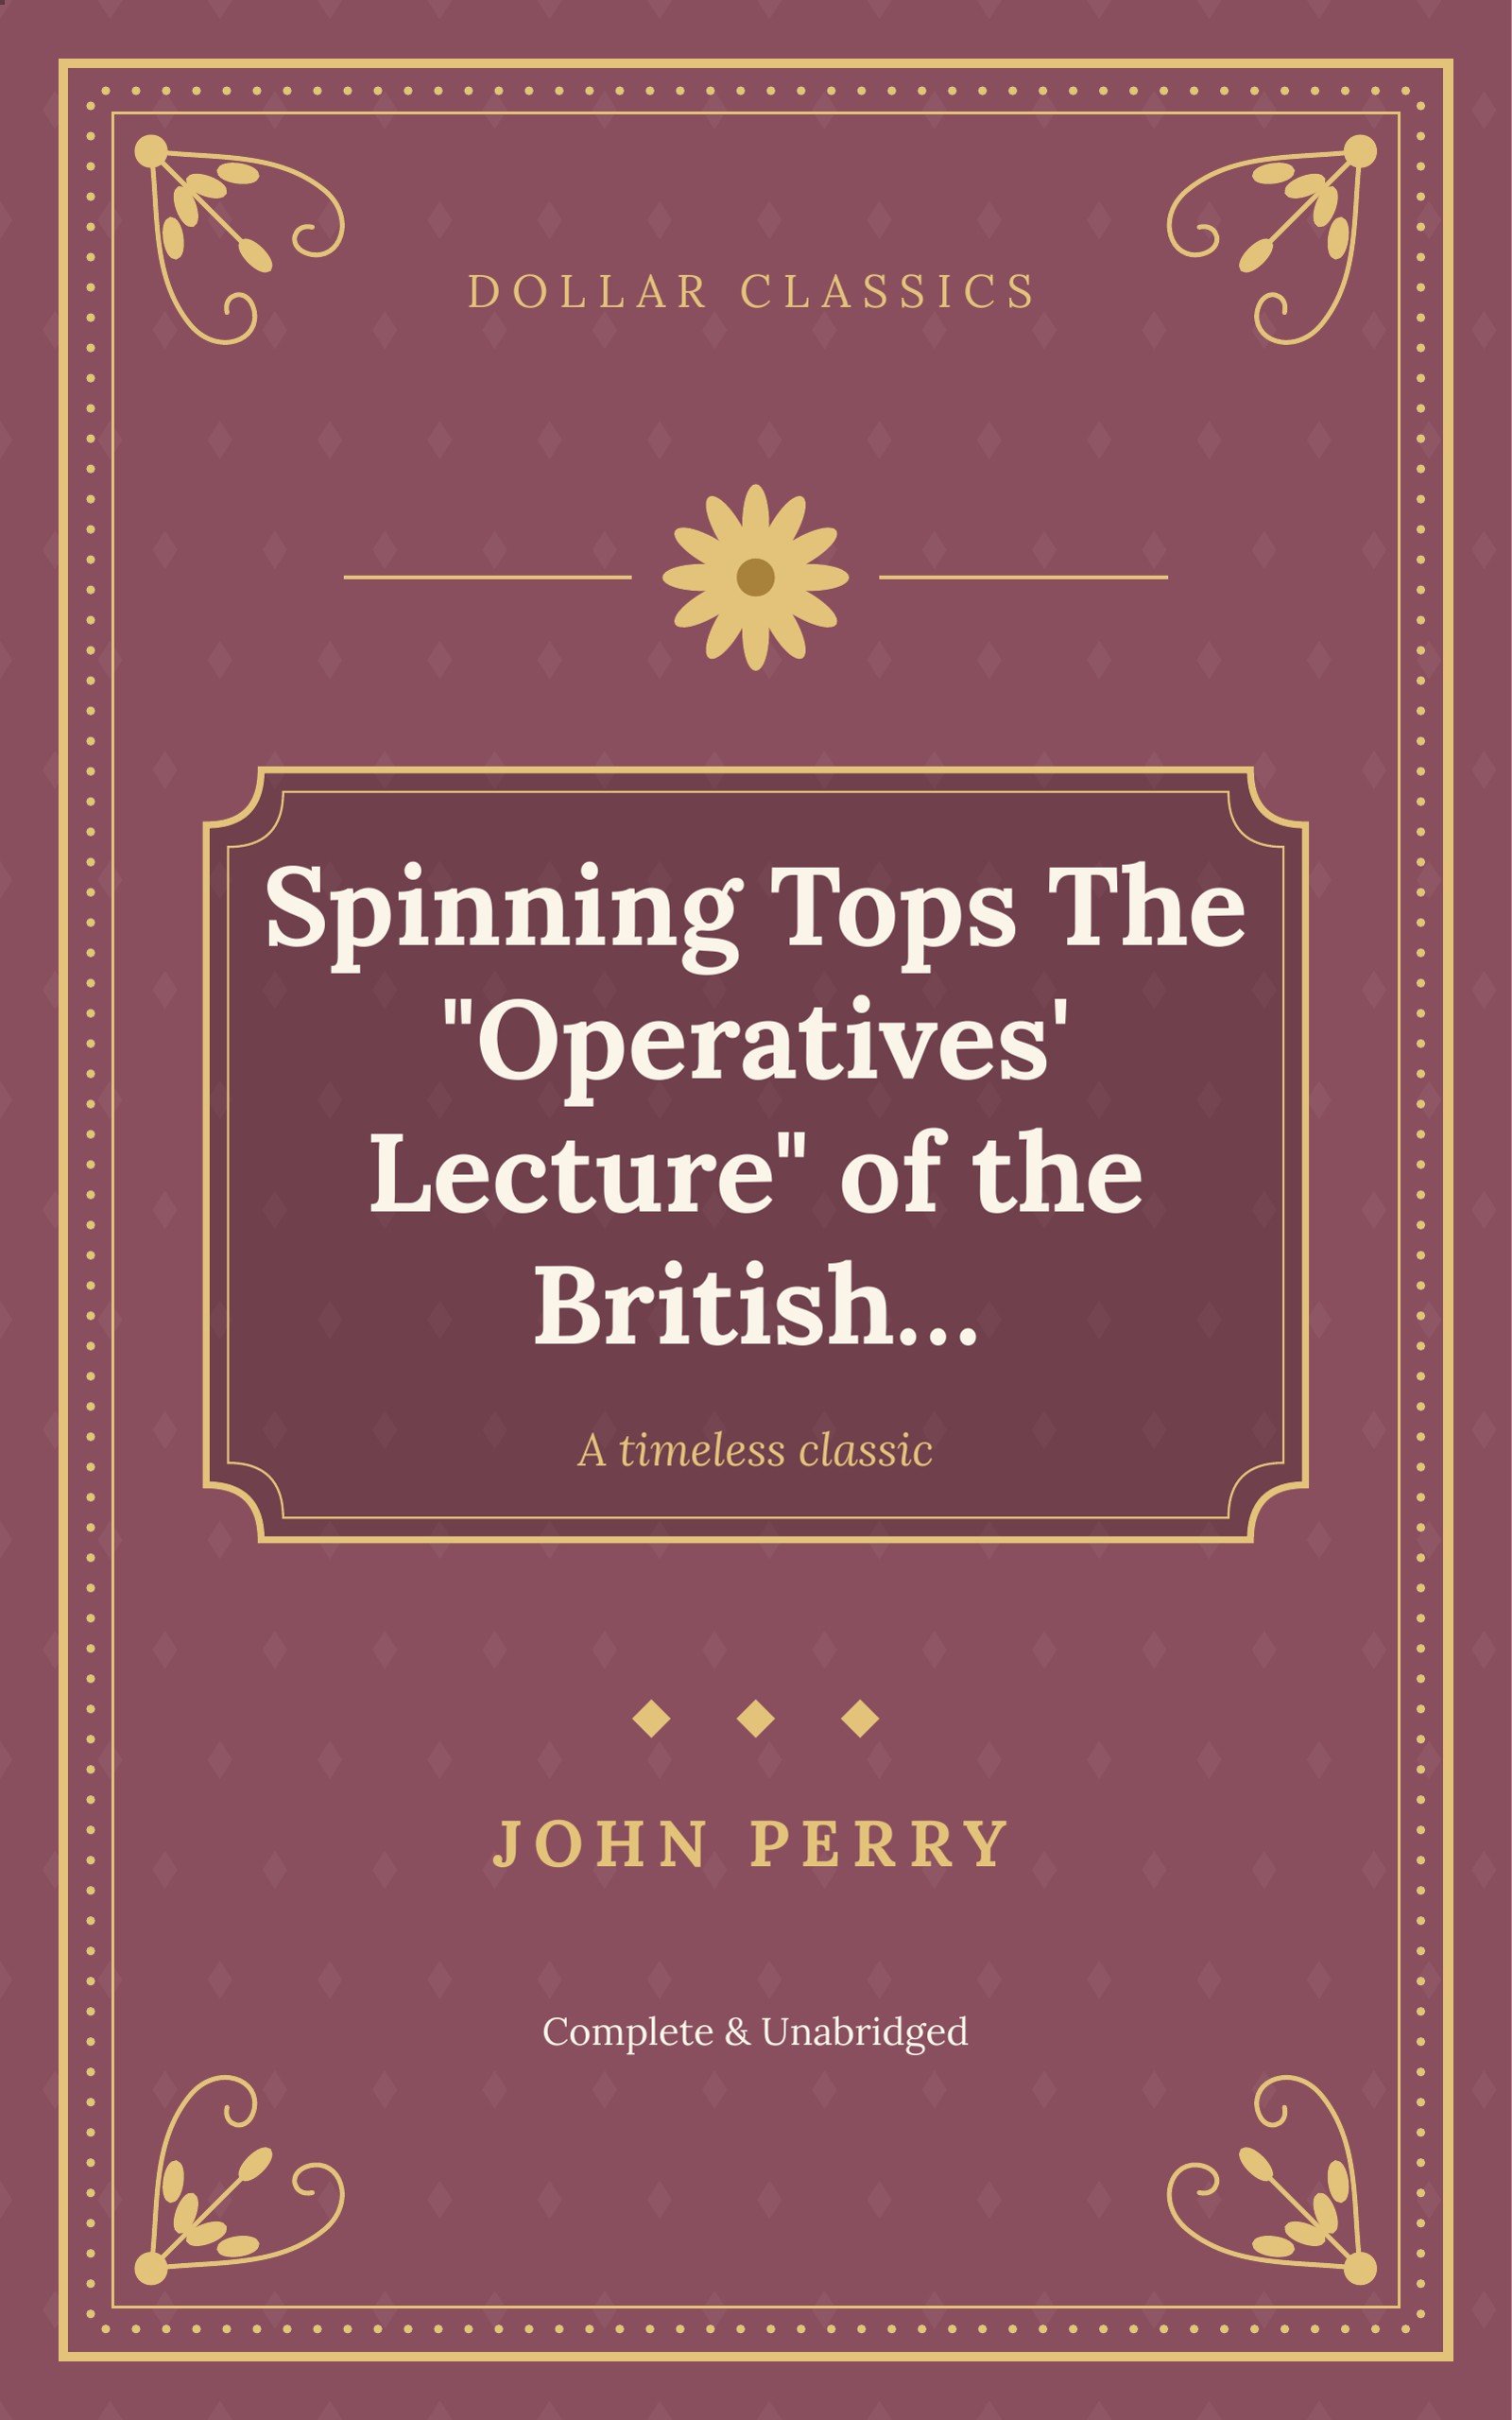 DOLLAR CLASSICS
Spinning Tops The
"Operatives'
Lecture" of the
British...
A timeless classic
JOHN PERRY
Complete & Unabridged